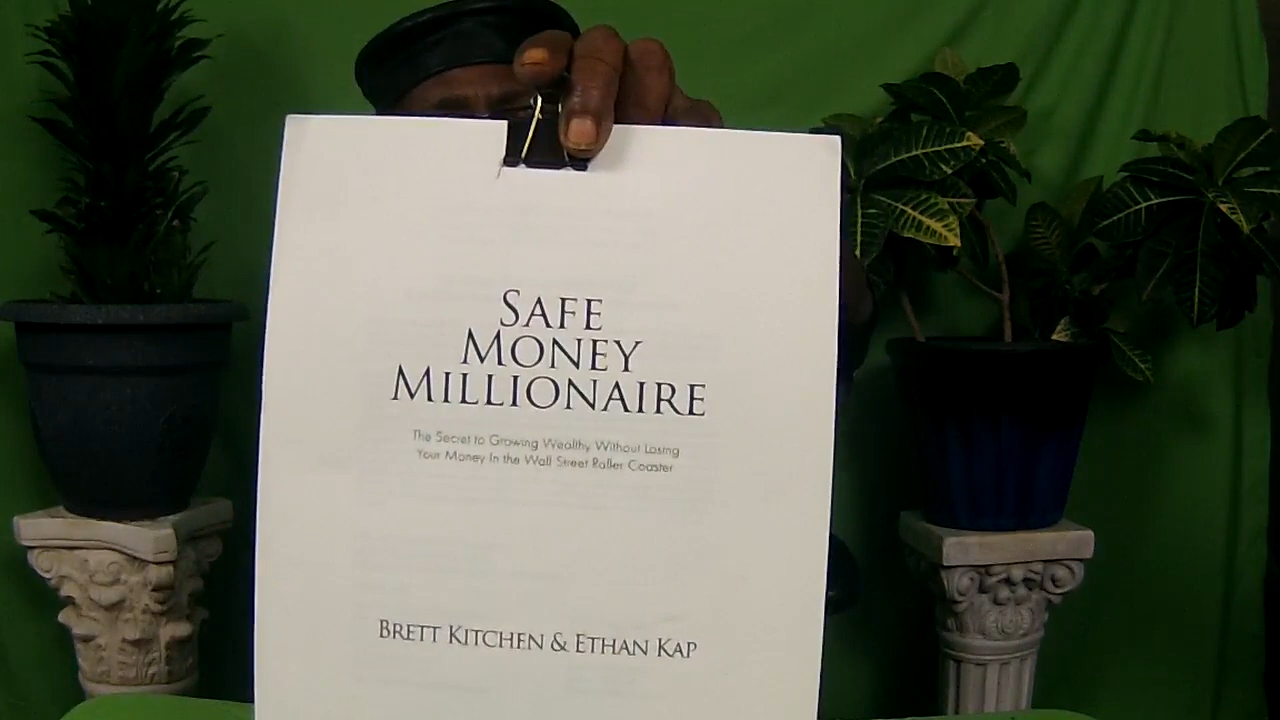 SAFE
MONEY
MILLIONAIRE
The Secret to Growing Wealthy Without Losing
Your Money In the Wall Street Roller Coaster
BRETT KITCHEN & ETHAN KAP